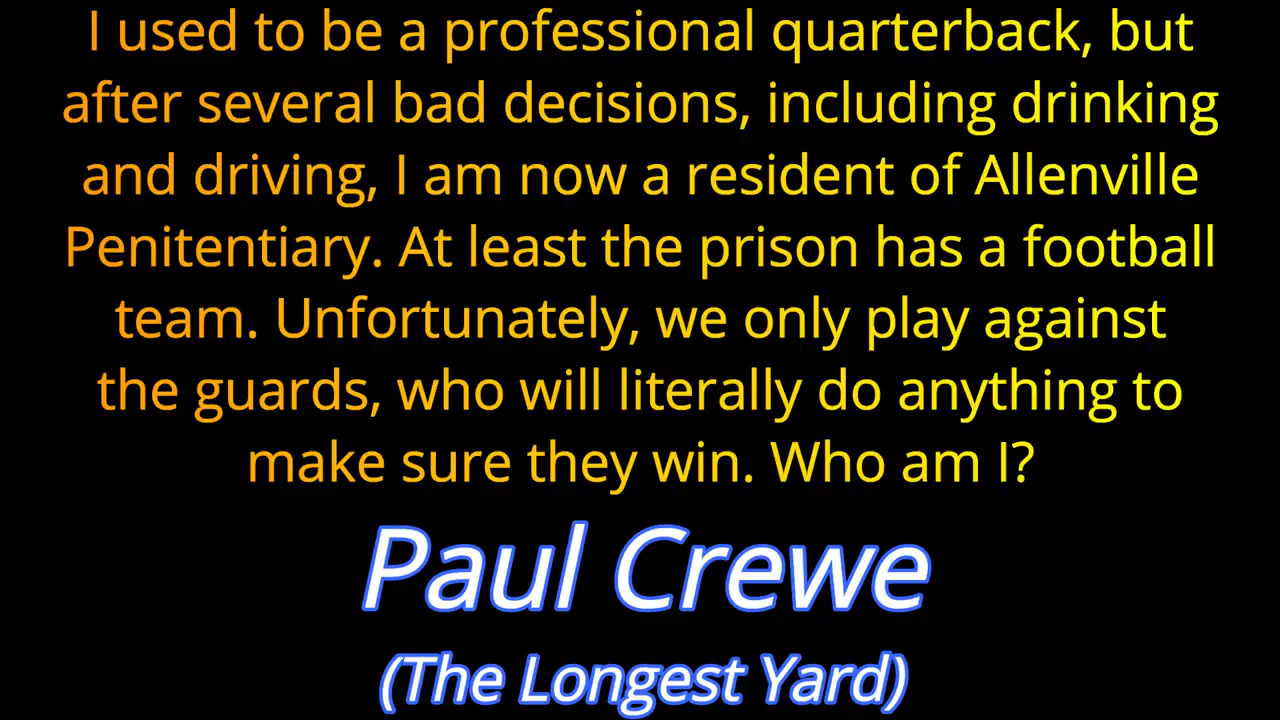 I used to be a professional quarterback, but
after several bad decisions, including drinking
and driving, I am now a resident of Allenville
Penitentiary. At least the prison has a football
team. Unfortunately, we only play against
the guards, who will literally do anything to
make sure they win. Who am I?
Paul Crewe
(The Longest Yard)